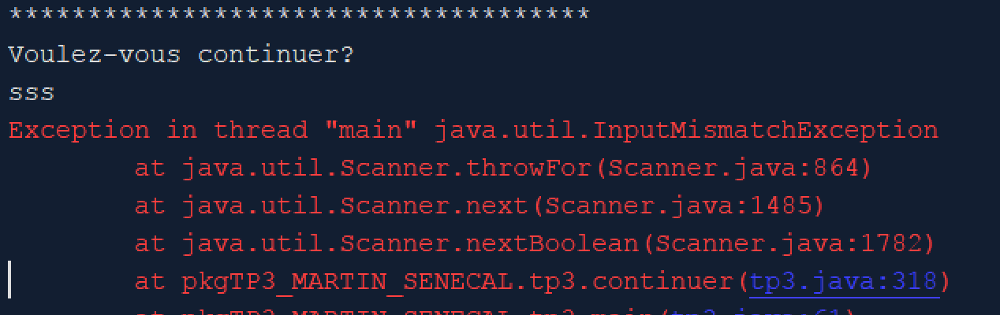 *************************************
Voulez-vous continuer?
sss
Exception in thread "main" java.util.InputMismatchException
at java.util.Scanner.throwFor(Scanner.java:864)
at java.util.Scanner.next(Scanner.java:1485)
at java.util.Scanner.nextBoolean(Scanner.java:1782)
at pkgTP3_MARTIN_SENECAL.tp3.continuer(tp3.java:318)
at pkgTP3_MARTIN_SENECAL.tp3.main(tp3.java:61)